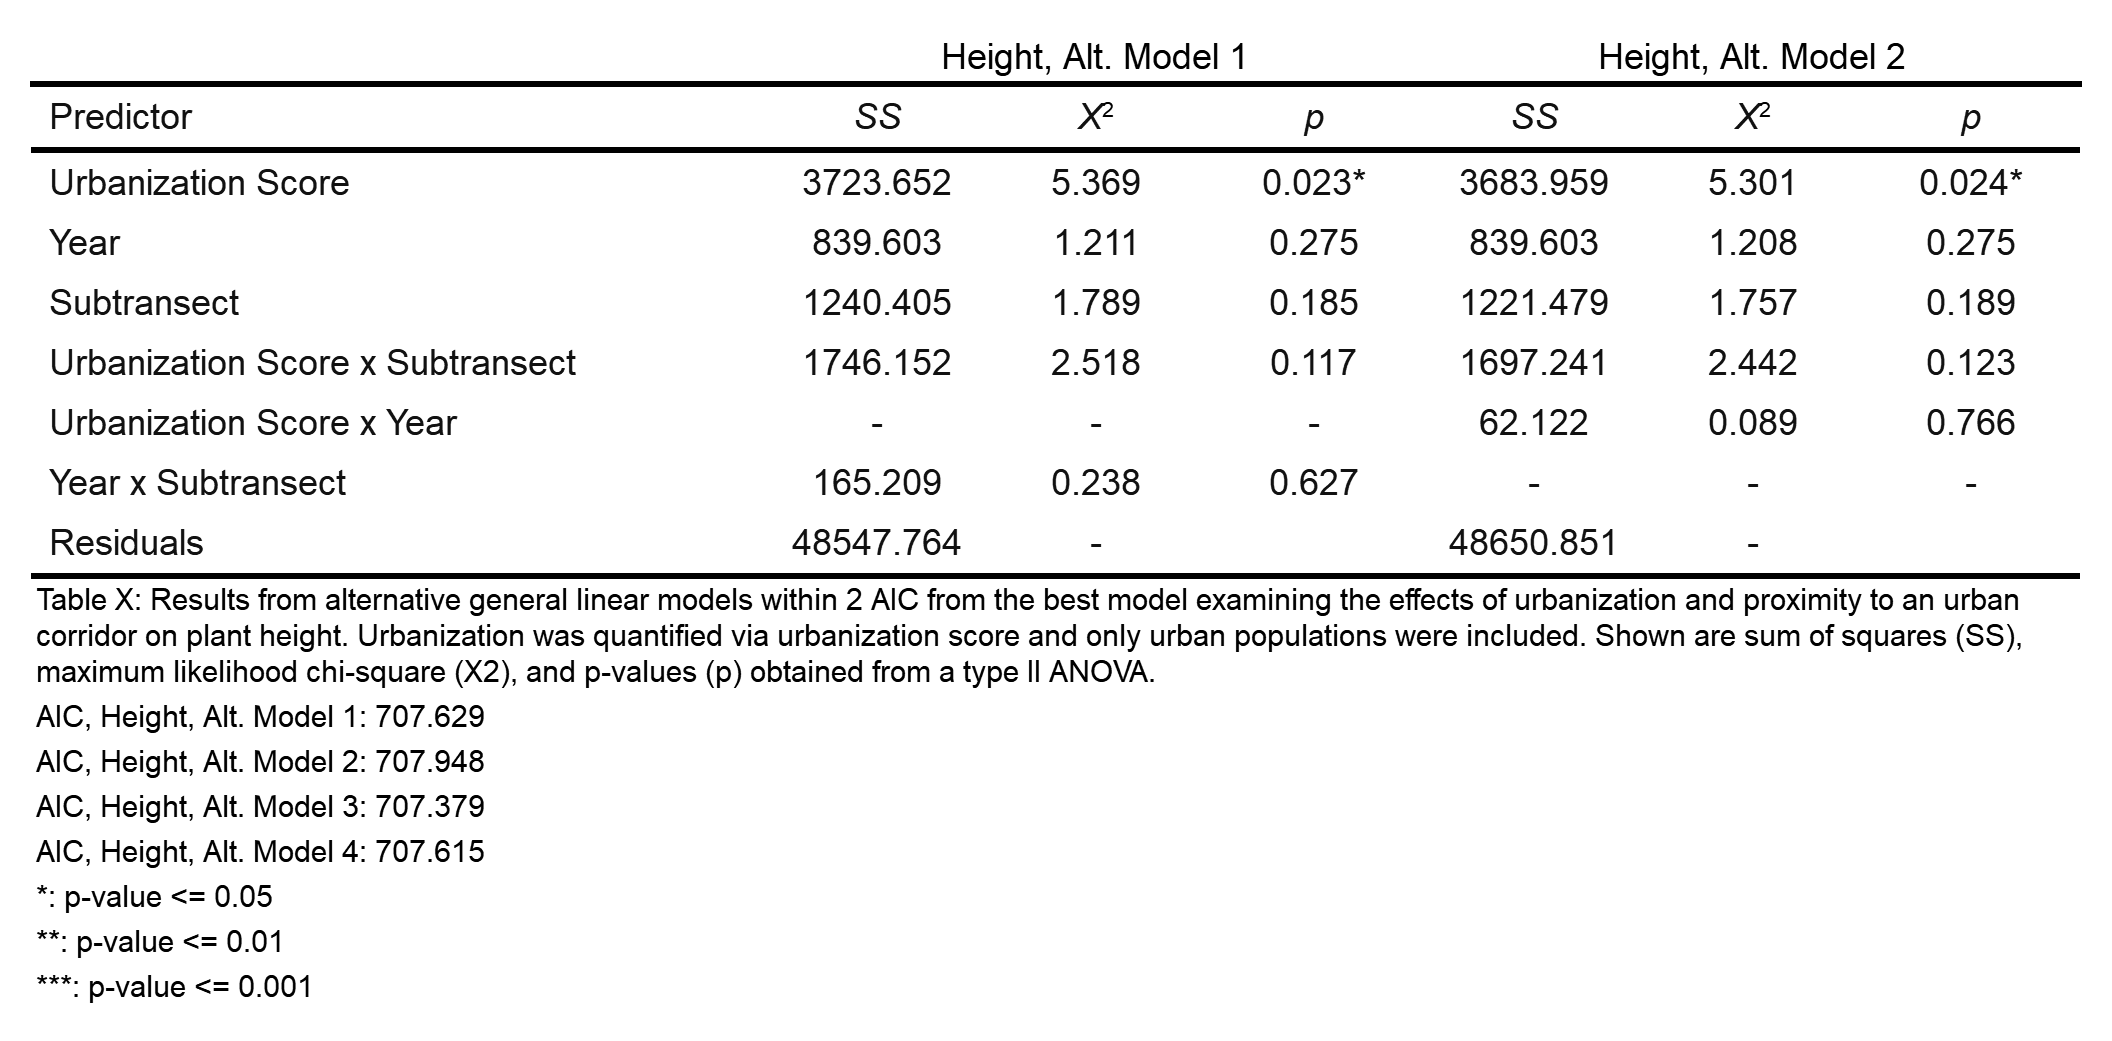 Height, Alt. Model 1 Height, Alt. Model 2
Predictor SS X² p SS X² p
Urbanization Score 3723.652 5.369 0.023* 3683.959 5.301 0.024*
Year 839.603 1.211 0.275 839.603 1.208 0.275
Subtransect 1240.405 1.789 0.185 1221.479 1.757 0.189
Urbanization Score x Subtransect 1746.152 2.518 0.117 1697.241 2.442 0.123
Urbanization Score x Year - - - 62.122 0.089 0.766
Year x Subtransect 165.209 0.238 0.627 - - -
Residuals 48547.764 - 48650.851 -
Table X: Results from alternative general linear models within 2 AIC from the best model examining the effects of urbanization and proximity to an urban
corridor on plant height. Urbanization was quantified via urbanization score and only urban populations were included. Shown are sum of squares (SS),
maximum likelihood chi-square (X2), and p-values (p) obtained from a type II ANOVA.
AIC, Height, Alt. Model 1: 707.629
AIC, Height, Alt. Model 2: 707.948
AIC, Height, Alt. Model 3: 707.379
AIC, Height, Alt. Model 4: 707.615
*: p-value <= 0.05
**: p-value <= 0.01
***: p-value <= 0.001